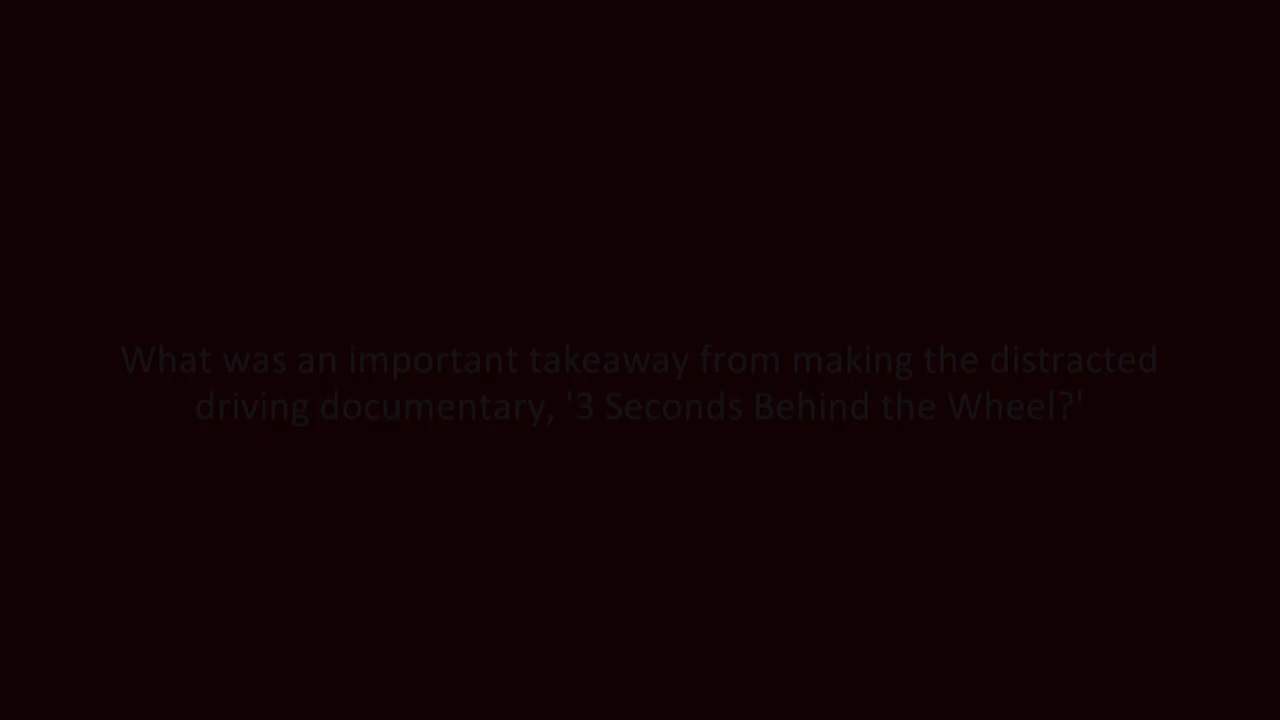 What was an important takeaway from making the distracted
driving documentary, '3 Seconds Behind the Wheel?'